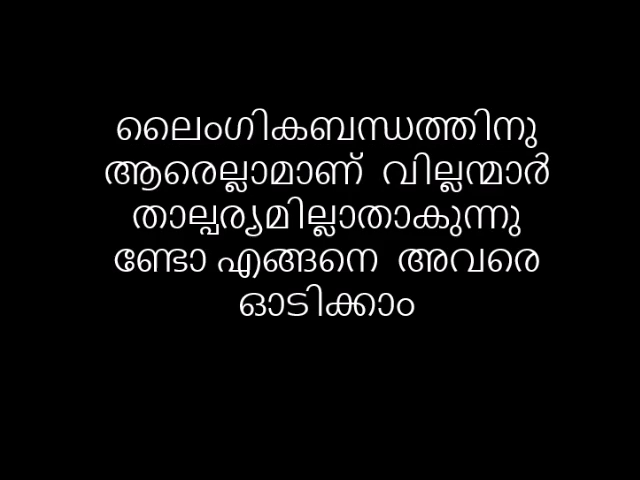 ലൈംഗികബന്ധത്തിനു
ആരെല്ലാമാണ് വില്ലന്മാർ
താല്പര്യമില്ലാതാകുന്നു
ണ്ടോ എങ്ങനെ അവരെ
ഓടിക്കാം